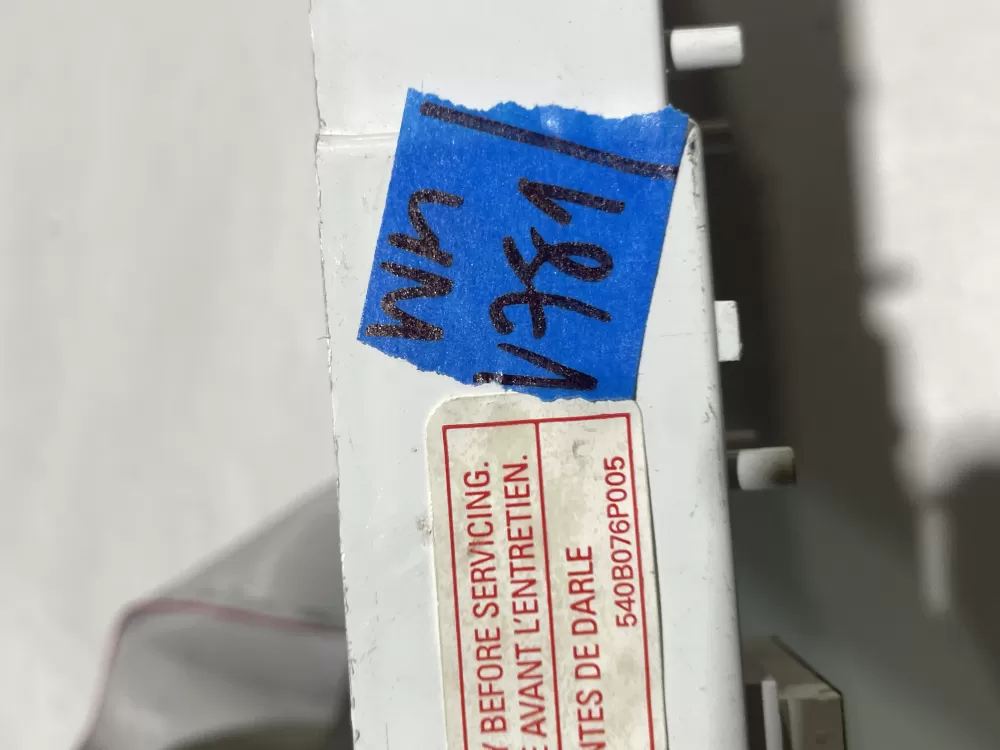 Wh
V781
Y BEFORE SERVICING.
E AVANT L'ENTRETIEN.
NTES DE DARLE
540B076P005